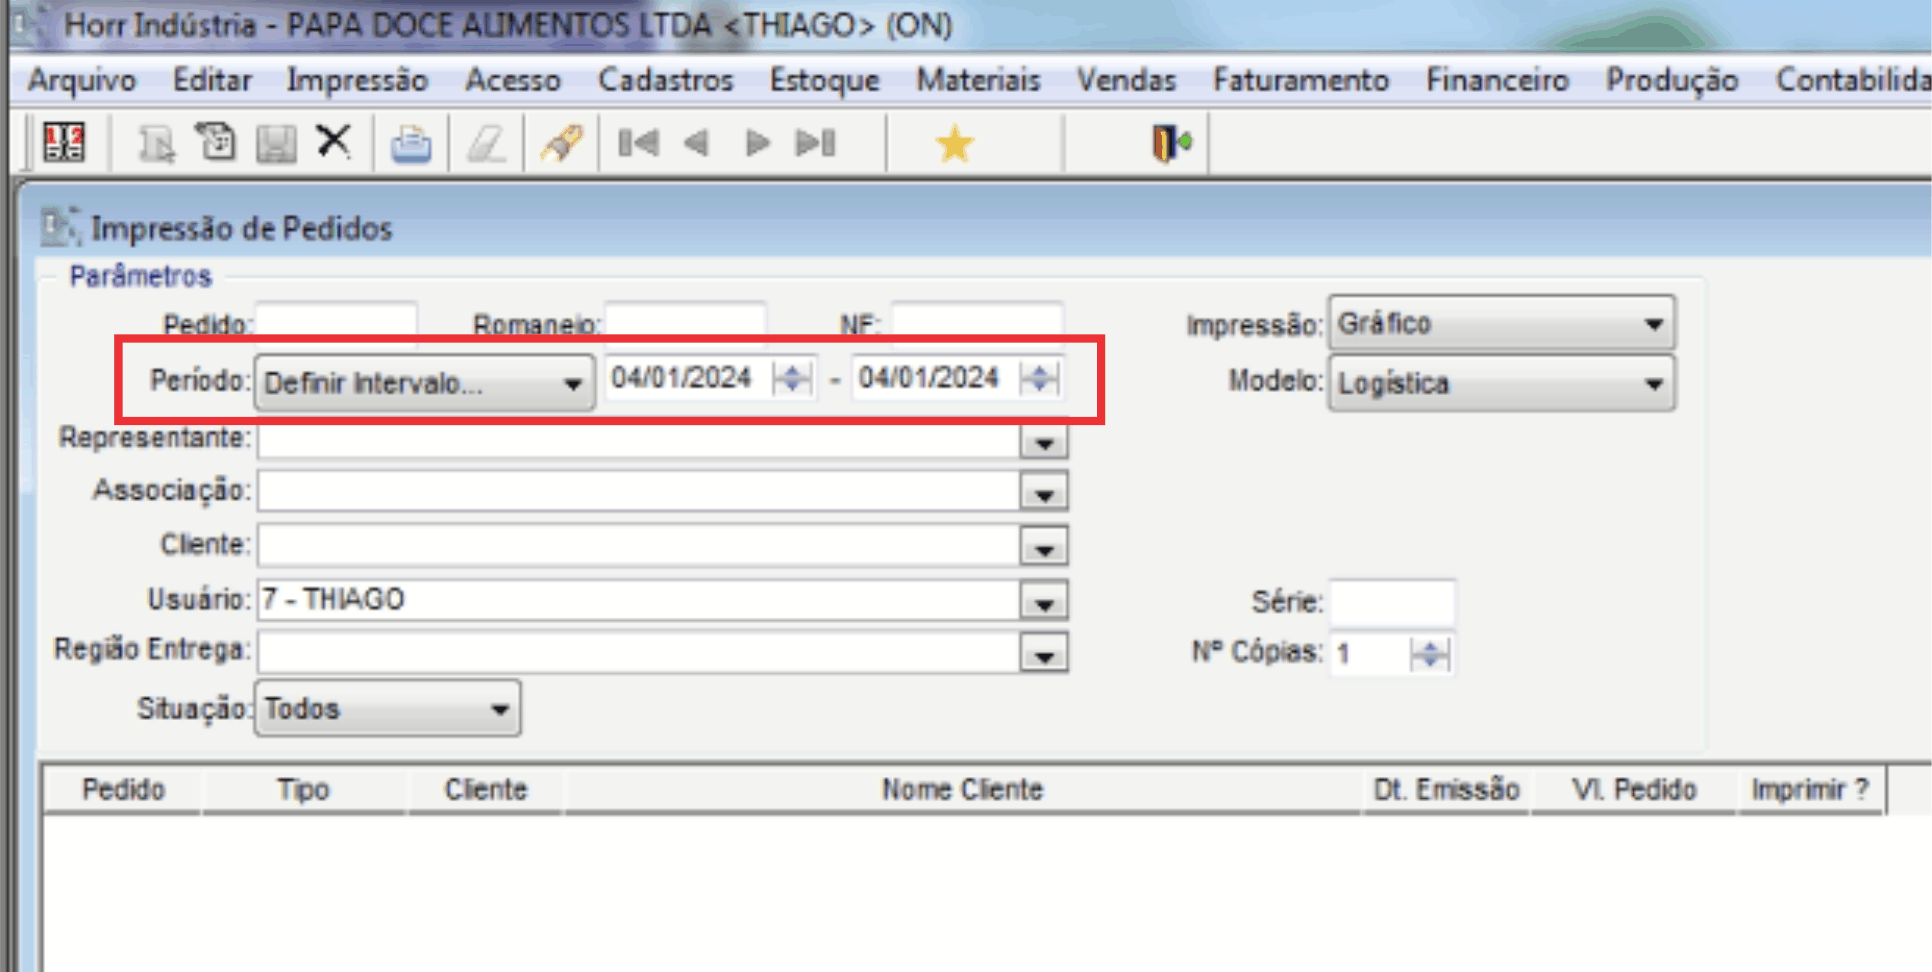 Horr Indústria - PAPA DOCE ALIMENTOS LTDA <THIAGO> (ON)
Arquivo Editar Impressão Acesso Cadastros Estoque Materiais Vendas Faturamento Financeiro Produção Contabilida
1 2
Impressão de Pedidos
Parâmetros
Pedido: Romaneio: NF: Impressão: Gráfico
Período: Definir Intervalo... 04/01/2024 - 04/01/2024 Modelo: Logística
Representante:
Associação:
Cliente:
Usuário: 7 - THIAGO Série:
Região Entrega: Nº Cópias: 1
Situação: Todos
Pedido Tipo Cliente Nome Cliente Dt. Emissão Vl. Pedido Imprimir ?